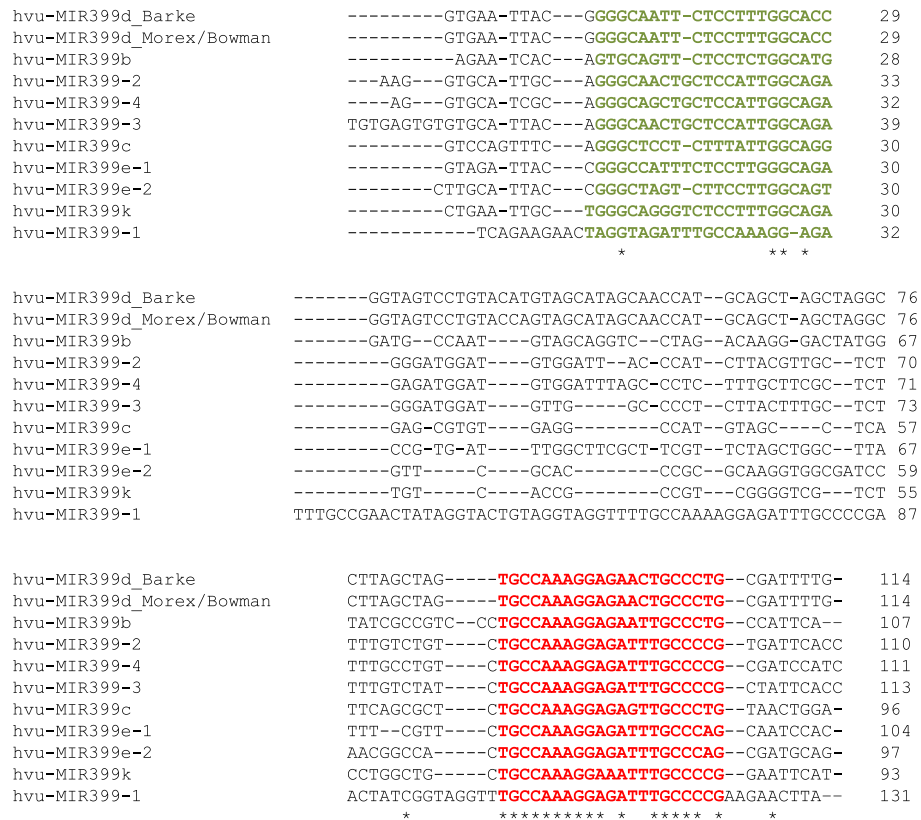 hvu-MIR399d_Barke ---------GTGAA-TTAC---GGGGCAATT-CTCCTTTGGCACC 29
hvu-MIR399d_Morex/Bowman ---------GTGAA-TTAC---GGGGCAATT-CTCCTTTGGCACC 29
hvu-MIR399b ----------AGAA-TCAC---AGTGCAGTT-CTCCTCTGGCATG 28
hvu-MIR399-2 ---AAG---GTGCA-TTGC---AGGGCAACTGCTCCATTGGCAGA 33
hvu-MIR399-4 ----AG---GTGCA-TCGC---AGGGCAGCTGCTCCATTGGCAGA 32
hvu-MIR399-3 TGTGAGTGTGTGCA-TTAC---AGGGCAACTGCTCCATTGGCAGA 39
hvu-MIR399c ---------GTCCAGTTTC---AGGGCTCCT-CTTTATTGGCAGG 30
hvu-MIR399e-1 ---------GTAGA-TTAC---CGGGCCATTTCTCCTTGGGCAGA 30
hvu-MIR399e-2 --------CTTGCA-TTAC---CGGGCTAGT-CTTCCTTGGCAGT 30
hvu-MIR399k ---------CTGAA-TTGC---TGGGCAGGGTCTCCTTTGGCAGA 30
hvu-MIR399-1 ------------TCAGAAGAACTAGGTAGATTTGCCAAAGG-AGA 32
* ** *
hvu-MIR399d_Barke -------GGTAGTCCTGTACATGTAGCATAGCAACCAT--GCAGCT-AGCTAGGC 76
hvu-MIR399d_Morex/Bowman -------GGTAGTCCTGTACCAGTAGCATAGCAACCAT--GCAGCT-AGCTAGGC 76
hvu-MIR399b -------GATG--CCAAT----GTAGCAGGTC--CTAG--ACAAGG-GACTATGG 67
hvu-MIR399-2 --------GGGATGGAT----GTGGATT--AC-CCAT--CTTACGTTGC--TCT 70
hvu-MIR399-4 --------GAGATGGAT----GTGGATTTAGC-CCTC--TTTGCTTCGC--TCT 71
hvu-MIR399-3 --------GGGATGGAT----GTTG-----GC-CCCT--CTTACTTTGC--TCT 73
hvu-MIR399c --------GAG-CGTGT----GAGG-------CCAT--GTAGC----C--TCA 57
hvu-MIR399e-1 --------CCG-TG-AT----TTGGCTTCGCT-TCGT--TCTAGCTGGC--TTA 67
hvu-MIR399e-2 --------GTT----C----GCAC--------CCGC--GCAAGGTGGCGATCC 59
hvu-MIR399k --------TGT----C----ACCG--------CCGT--CGGGGTCG---TCT 55
hvu-MIR399-1 TTTGCCGAACTATAGGTACTGTAGGTAGGTTTTGCCAAAAGGAGATTTGCCCCGA 87
hvu-MIR399d_Barke CTTAGCTAG-----TGCCAAAGGAGAACTGCCCTG--CGATTTTG- 114
hvu-MIR399d_Morex/Bowman CTTAGCTAG-----TGCCAAAGGAGAACTGCCCTG--CGATTTTG- 114
hvu-MIR399b TATCGCCGTC--CCTGCCAAAGGAGAATTGCCCTG--CCATTCA-- 107
hvu-MIR399-2 TTTGTCTGT----CTGCCAAAGGAGATTTGCCCCG--TGATTCACC 110
hvu-MIR399-4 TTTGCCTGT----CTGCCAAAGGAGATTTGCCCCG--CGATCCATC 111
hvu-MIR399-3 TTTGTCTAT----CTGCCAAAGGAGATTTGCCCCG--CTATTCACC 113
hvu-MIR399c TTCAGCGCT----CTGCCAAAGGAGAGTTGCCCTG--TAACTGGA- 96
hvu-MIR399e-1 TTT--CGTT----CTGCCAAAGGAGATTTGCCCAG--CAATCCAC- 104
hvu-MIR399e-2 AACGGCCA-----CTGCCAAAGGAGATTTGCCCAG--CGATGCAG- 97
hvu-MIR399k CCTGGCTG-----CTGCCAAAGGAAATTTGCCCCG--GAATTCAT- 93
hvu-MIR399-1 ACTATCGGTAGGTTTGCCAAAAGGAGATTTGCCCCGAAGAACTTA-- 131
* ********** * ***** * *